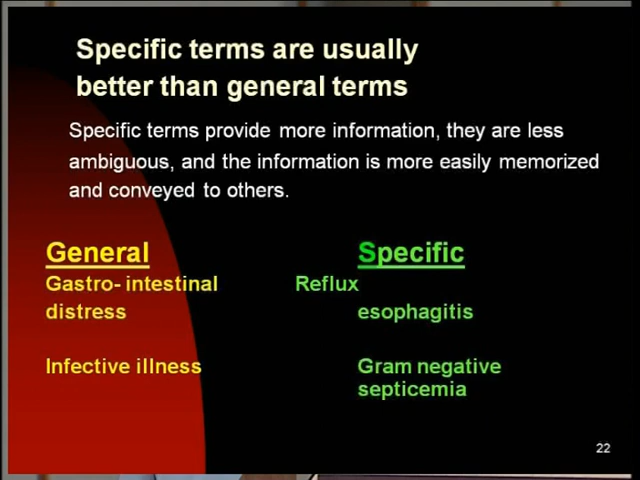 Specific terms are usually
better than general terms
Specific terms provide more information, they are less
ambiguous, and the information is more easily memorized
and conveyed to others.
General Specific
Gastro- intestinal Reflux
distress esophagitis
Infective illness Gram negative
septicemia
22